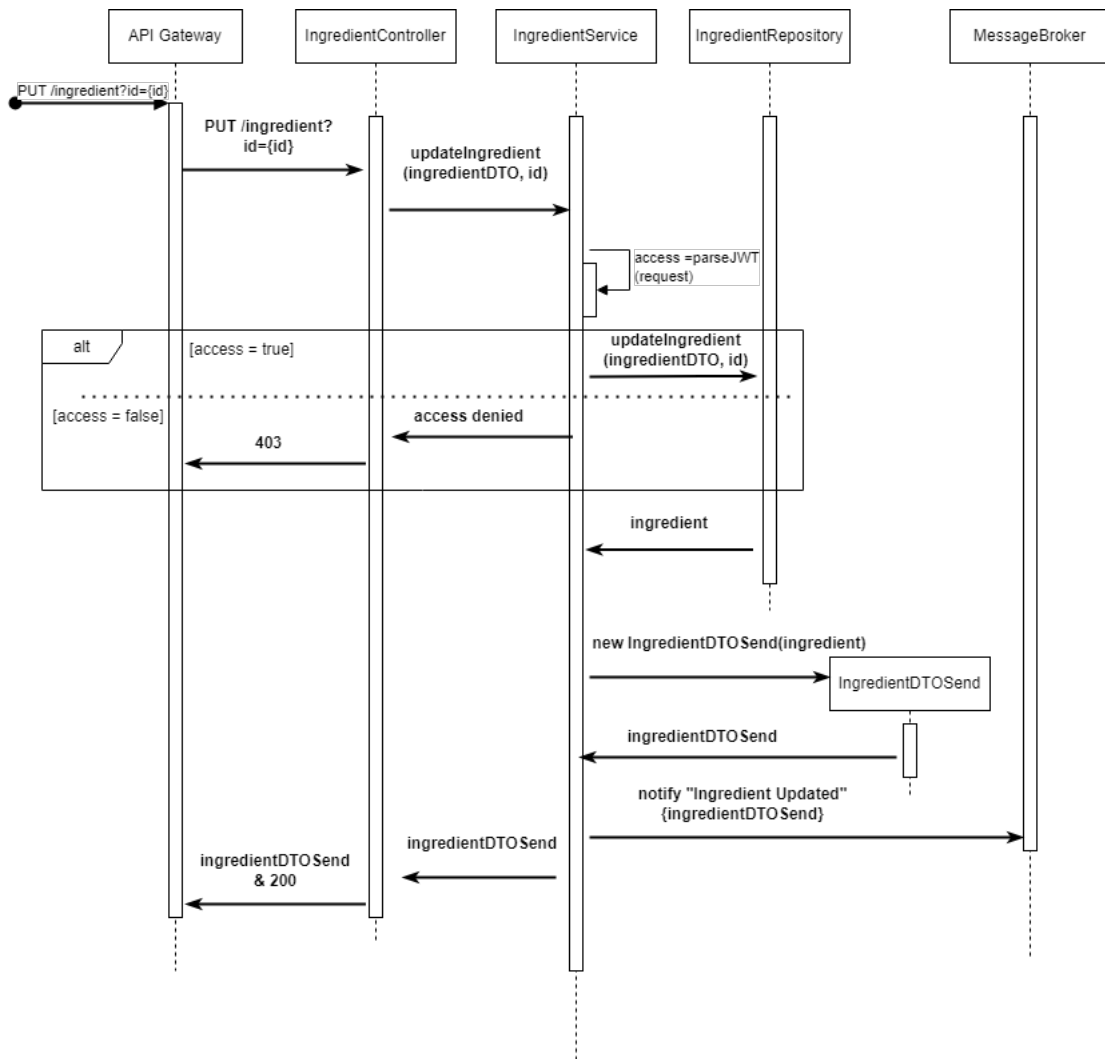 API Gateway
IngredientController
IngredientService
IngredientRepository
MessageBroker
PUT /ingredient?id={id}
PUT /ingredient?
id={id}
updateIngredient
(ingredientDTO, id)
access =parseJWT
(request)
alt
[access = true]
updateIngredient
(ingredientDTO, id)
[access = false]
access denied
403
ingredient
new IngredientDTOSend(ingredient)
IngredientDTOSend
ingredientDTOSend
notify "Ingredient Updated"
{ingredientDTOSend}
ingredientDTOSend
ingredientDTOSend
& 200